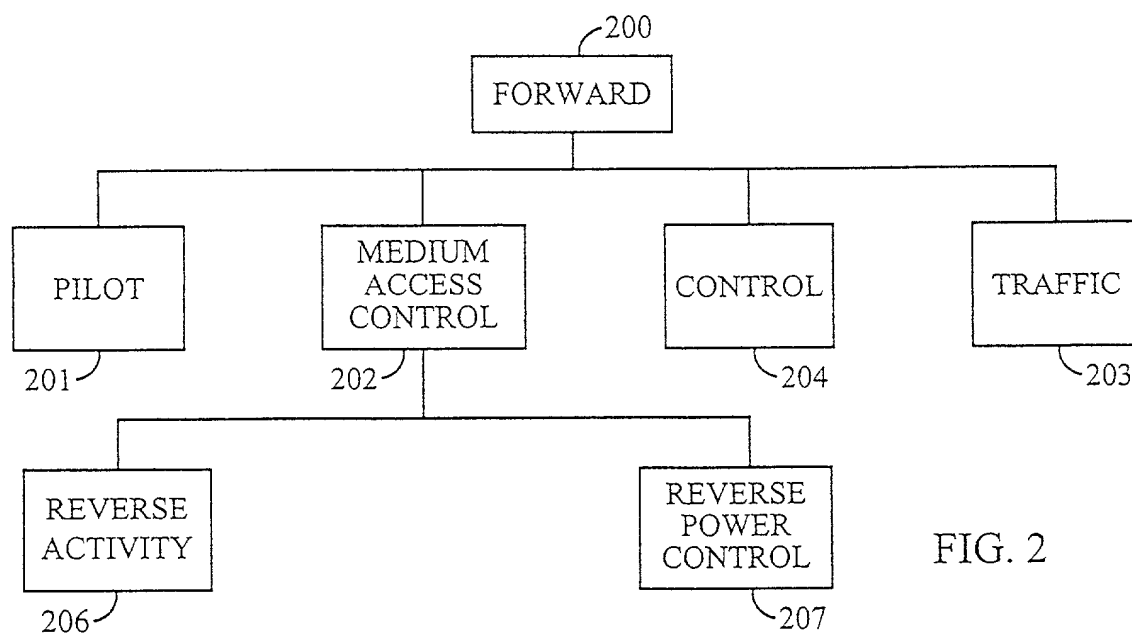 200
FORWARD
PILOT
MEDIUM
ACCESS
CONTROL
CONTROL
TRAFFIC
201
202
204
203
REVERSE
ACTIVITY
REVERSE
POWER
CONTROL
FIG. 2
206
207